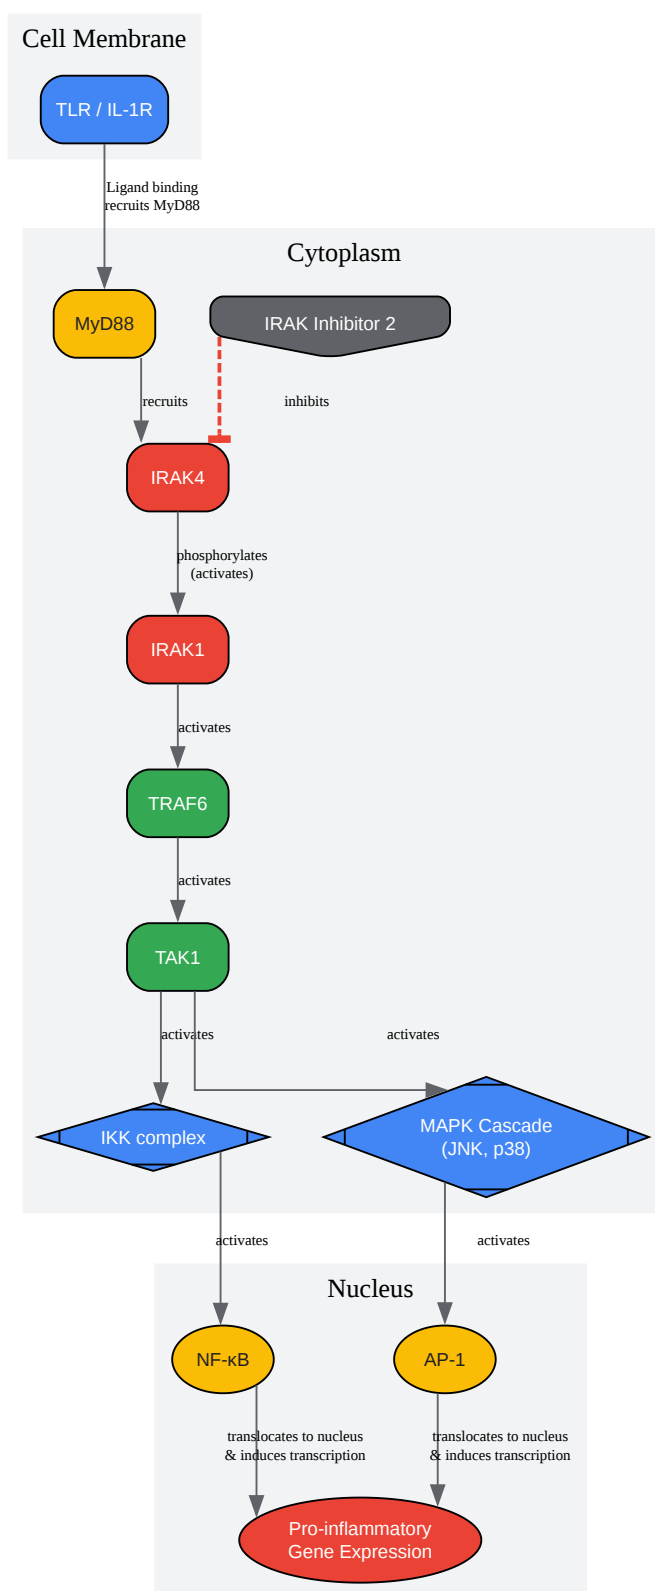 Cell Membrane
TLR / IL-1R
Ligand binding
recruits MyD88
Cytoplasm
MyD88
IRAK Inhibitor 2
recruits
inhibits
IRAK4
phosphorylates
(activates)
IRAK1
activates
TRAF6
activates
TAK1
activates
activates
IKK complex
MAPK Cascade
(JNK, p38)
activates
activates
Nucleus
NF-κB
AP-1
translocates to nucleus
& induces transcription
translocates to nucleus
& induces transcription
Pro-inflammatory
Gene Expression